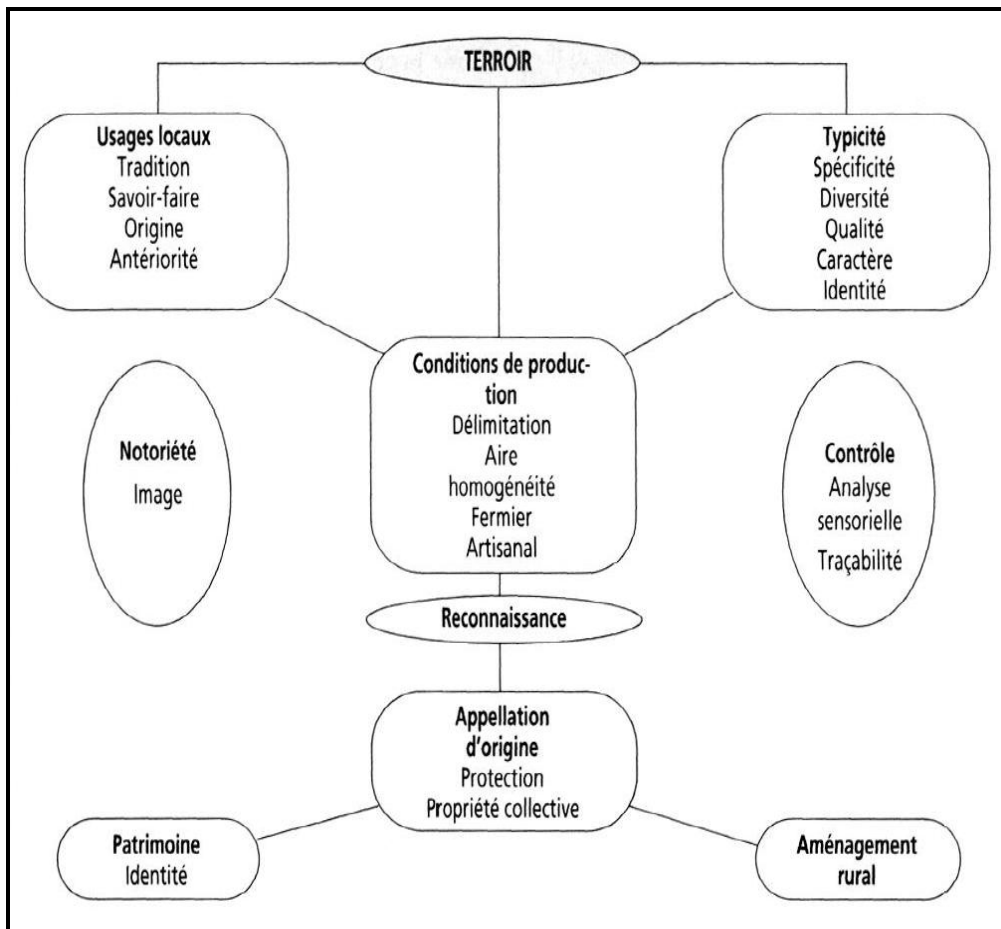 TERROIR
Usages locaux
Tradition
Savoir-faire
Origine
Antériorité
Typicité
Spécificité
Diversité
Qualité
Caractère
Identité
Conditions de produc-
tion
Délimitation
Aire
homogénéité
Fermier
Artisanal
Notoriété
Image
Contrôle
Analyse
sensorielle
Traçabilité
Reconnaissance
Appellation
d'origine
Protection
Propriété collective
Patrimoine
Identité
Aménagement
rural